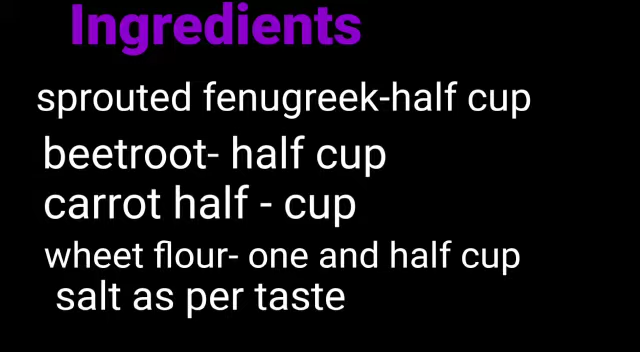 Ingredients
sprouted fenugreek-half cup
beetroot- half cup
carrot half - cup
wheet flour- one and half cup
salt as per taste